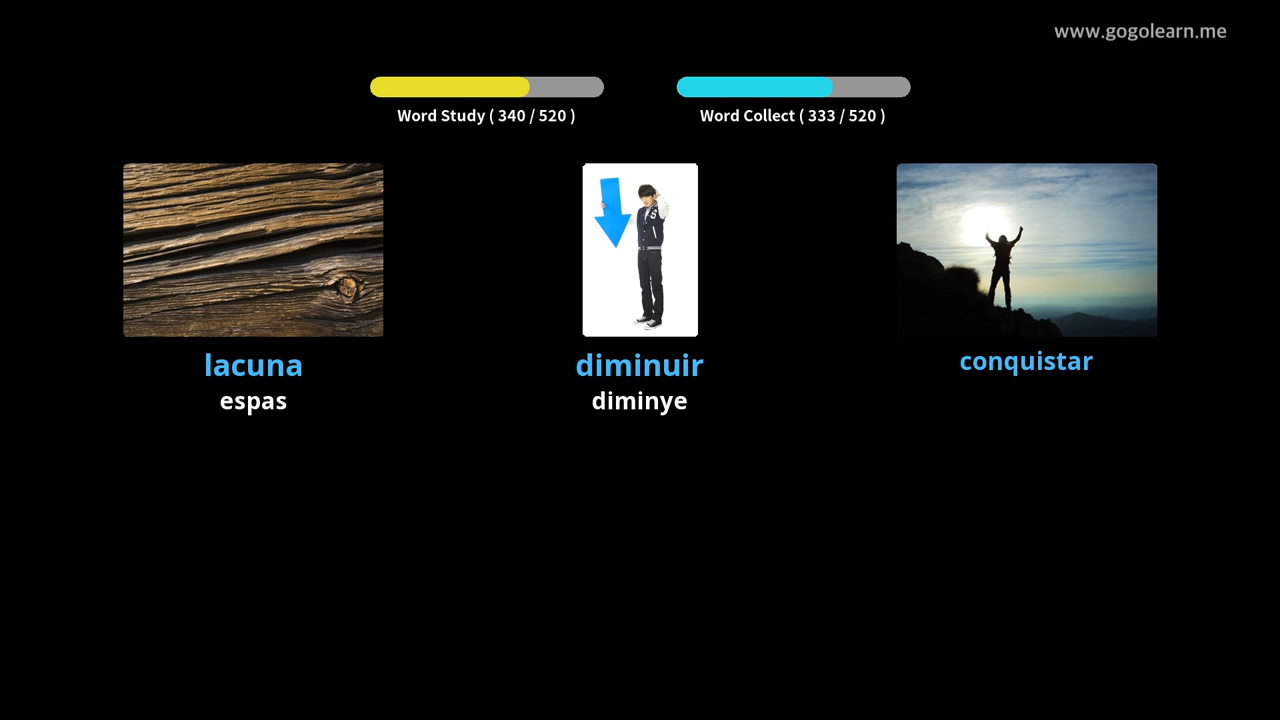 www.gogolearn.me
Word Study ( 340 / 520 )
Word Collect ( 333 / 520 )
S
lacuna
diminuir
conquistar
espas
diminye